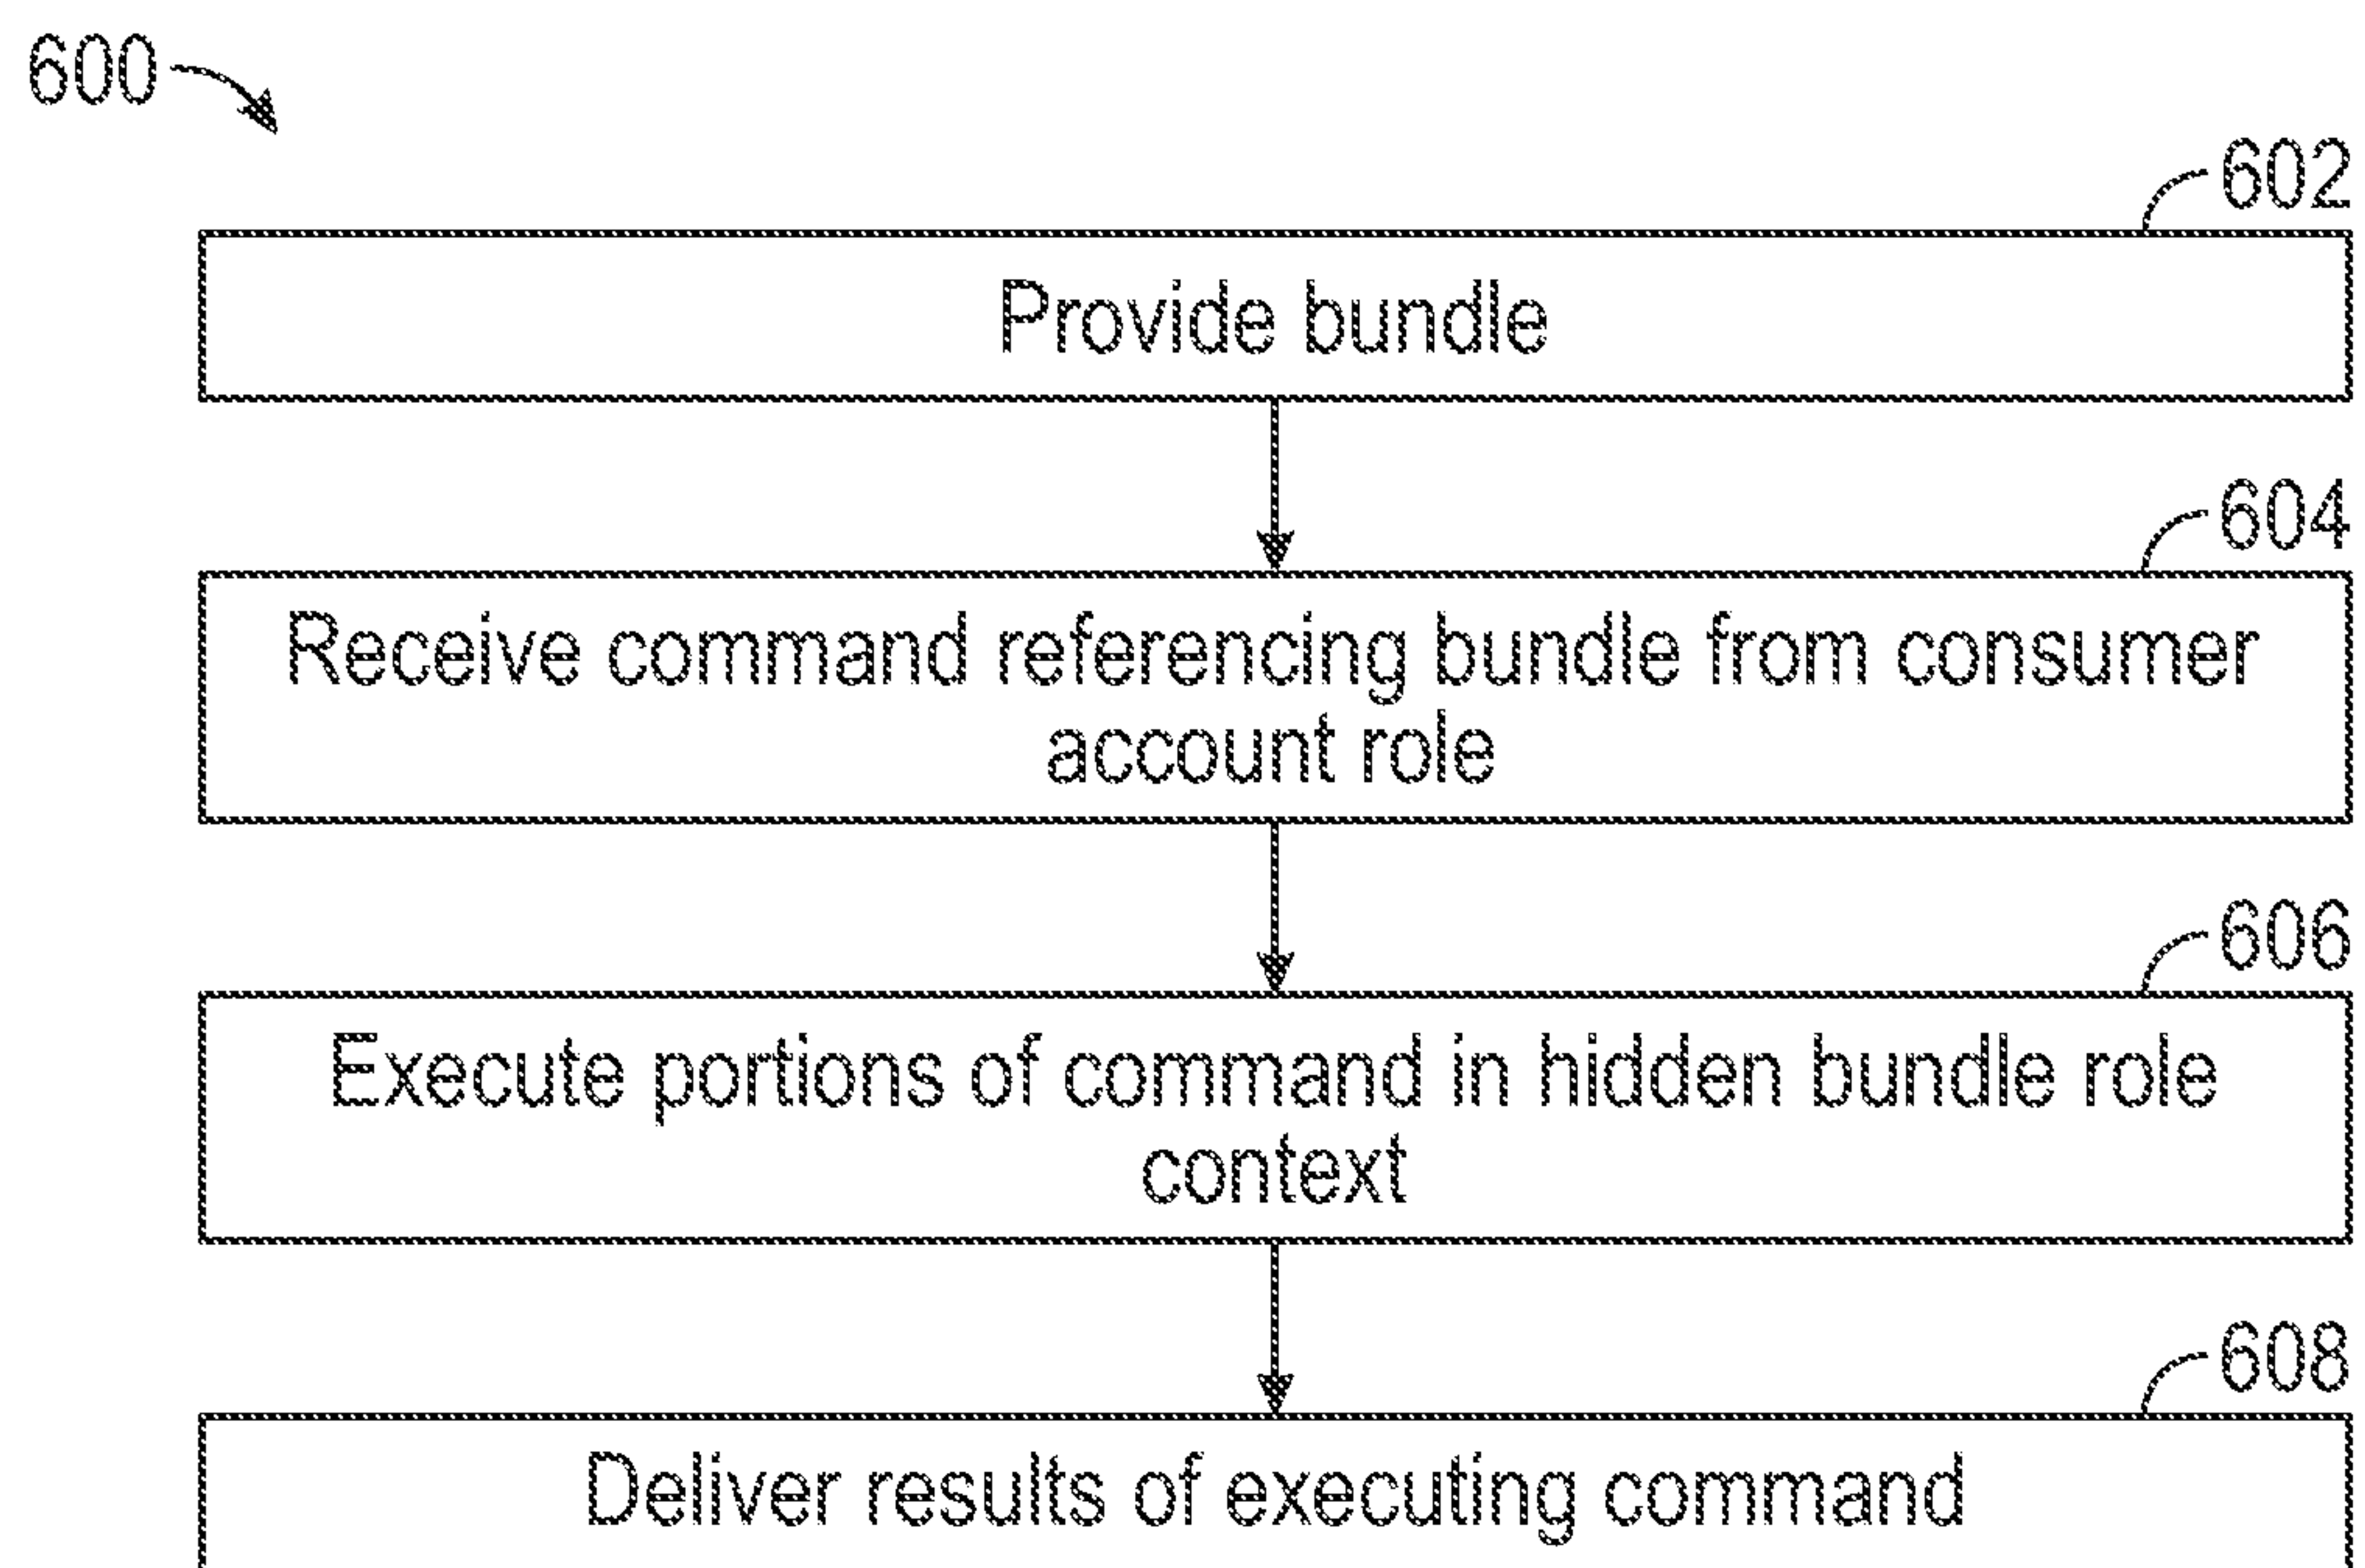 600
602
Provide bundle
604
Receive command referencing bundle from consumer
account role
606
Execute portions of command in hidden bundle role
context
608
Deliver results of executing command